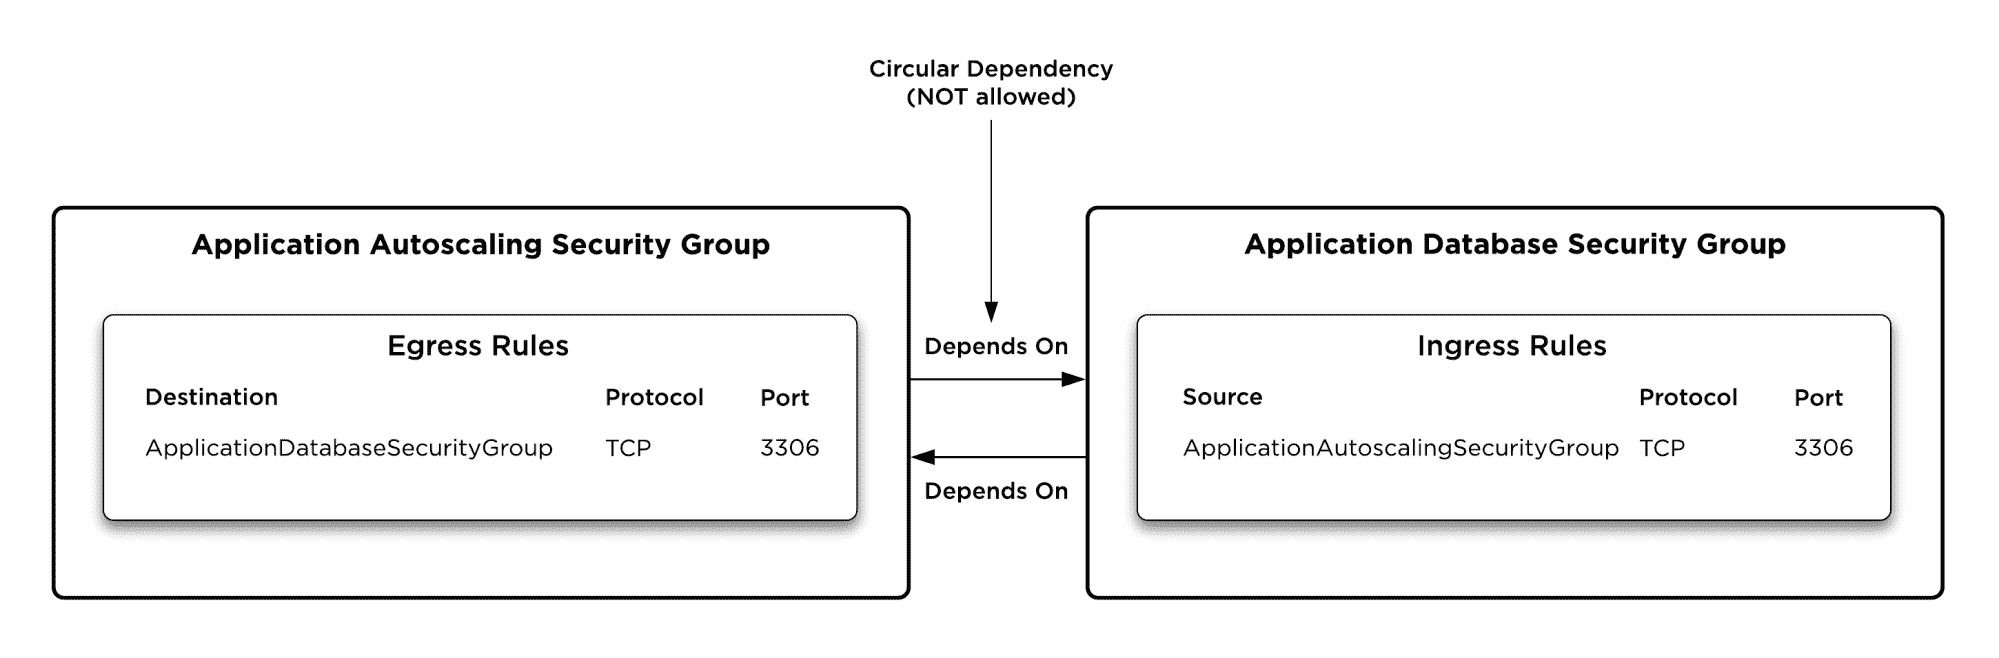 Circular Dependency
(NOT allowed)
Application Autoscaling Security Group
Egress Rules
Destination Protocol Port
ApplicationDatabaseSecurityGroup TCP 3306
Depends On
Depends On
Application Database Security Group
Ingress Rules
Source Protocol Port
ApplicationAutoscalingSecurityGroup TCP 3306